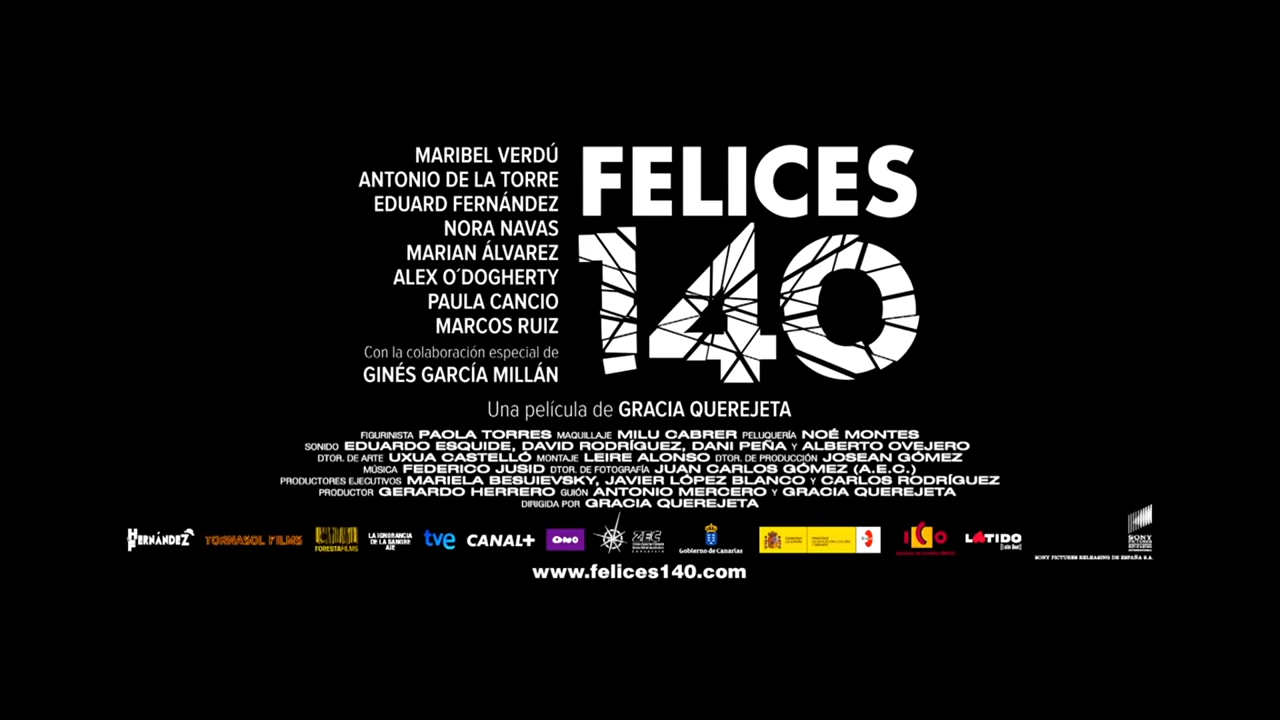 MARIBEL VERDÚ
ANTONIO DE LA TORRE
EDUARD FERNÁNDEZ
NORA NAVAS
MARIAN ÁLVAREZ
ALEX O´DOGHERTY
PAULA CANCIO
MARCOS RUIZ
Con la colaboración especial de
GINÉS GARCÍA MILLÁN
FELICES
140
Una película de GRACIA QUEREJETA
FIGURINISTA PAOLA TORRES MAQUILLAJE MILU CABRER PELUQUERÍA NOÉ MONTES
SONIDO EDUARDO ESQUIDE, DAVID RODRÍGUEZ, DANI PEÑA Y ALBERTO OVEJERO
DTOR. DE ARTE UXUA CASTELLÓ MONTAJE LEIRE ALONSO DTOR. DE PRODUCCIÓN JOSEAN GÓMEZ
MÚSICA FEDERICO JUSID DTOR. DE FOTOGRAFÍA JUAN CARLOS GÓMEZ (A.E.C.)
PRODUCTORES EJECUTIVOS MARIELA BESUIEVSKY, JAVIER LÓPEZ BLANCO Y CARLOS RODRÍGUEZ
PRODUCTOR GERARDO HERRERO GUIÓN ANTONIO MERCERO Y GRACIA QUEREJETA
DIRIGIDA POR GRACIA QUEREJETA
HERNÁNDEZ
TORNASOL FILMS
FORESTA FILMS
LA IGNORANCIA
DE LA SANGRE
AIE
tve
CANAL+
ONO
ZEC
Gobierno de Canarias
ICO
LATIDO
SONY
PICTURES
SONY PICTURES RELEASING DE ESPAÑA S.A.
www.felices140.com